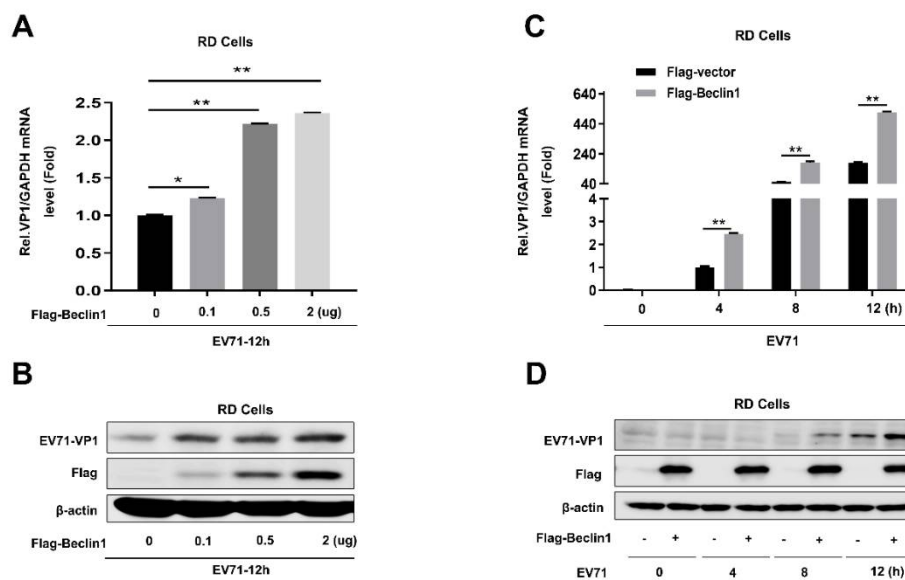 A
RD Cells
Rel.VP1/GAPDH mRNA
level (Fold)
2.5
2.0
1.5
1.0
0.5
0.0
*
**
**
Flag-Beclin1 0 0.1 0.5 2 (ug)
EV71-12h
B
RD Cells
EV71-VP1
Flag
β-actin
Flag-Beclin1 0 0.1 0.5 2 (ug)
EV71-12h
C
RD Cells
Flag-vector
Flag-Beclin1
Rel.VP1/GAPDH mRNA
level (Fold)
640
440
240
40
4
3
2
1
0
**
**
**
0 4 8 12 (h)
EV71
D
RD Cells
EV71-VP1
Flag
β-actin
Flag-Beclin1 - + - + - + - +
EV71 0 4 8 12 (h)